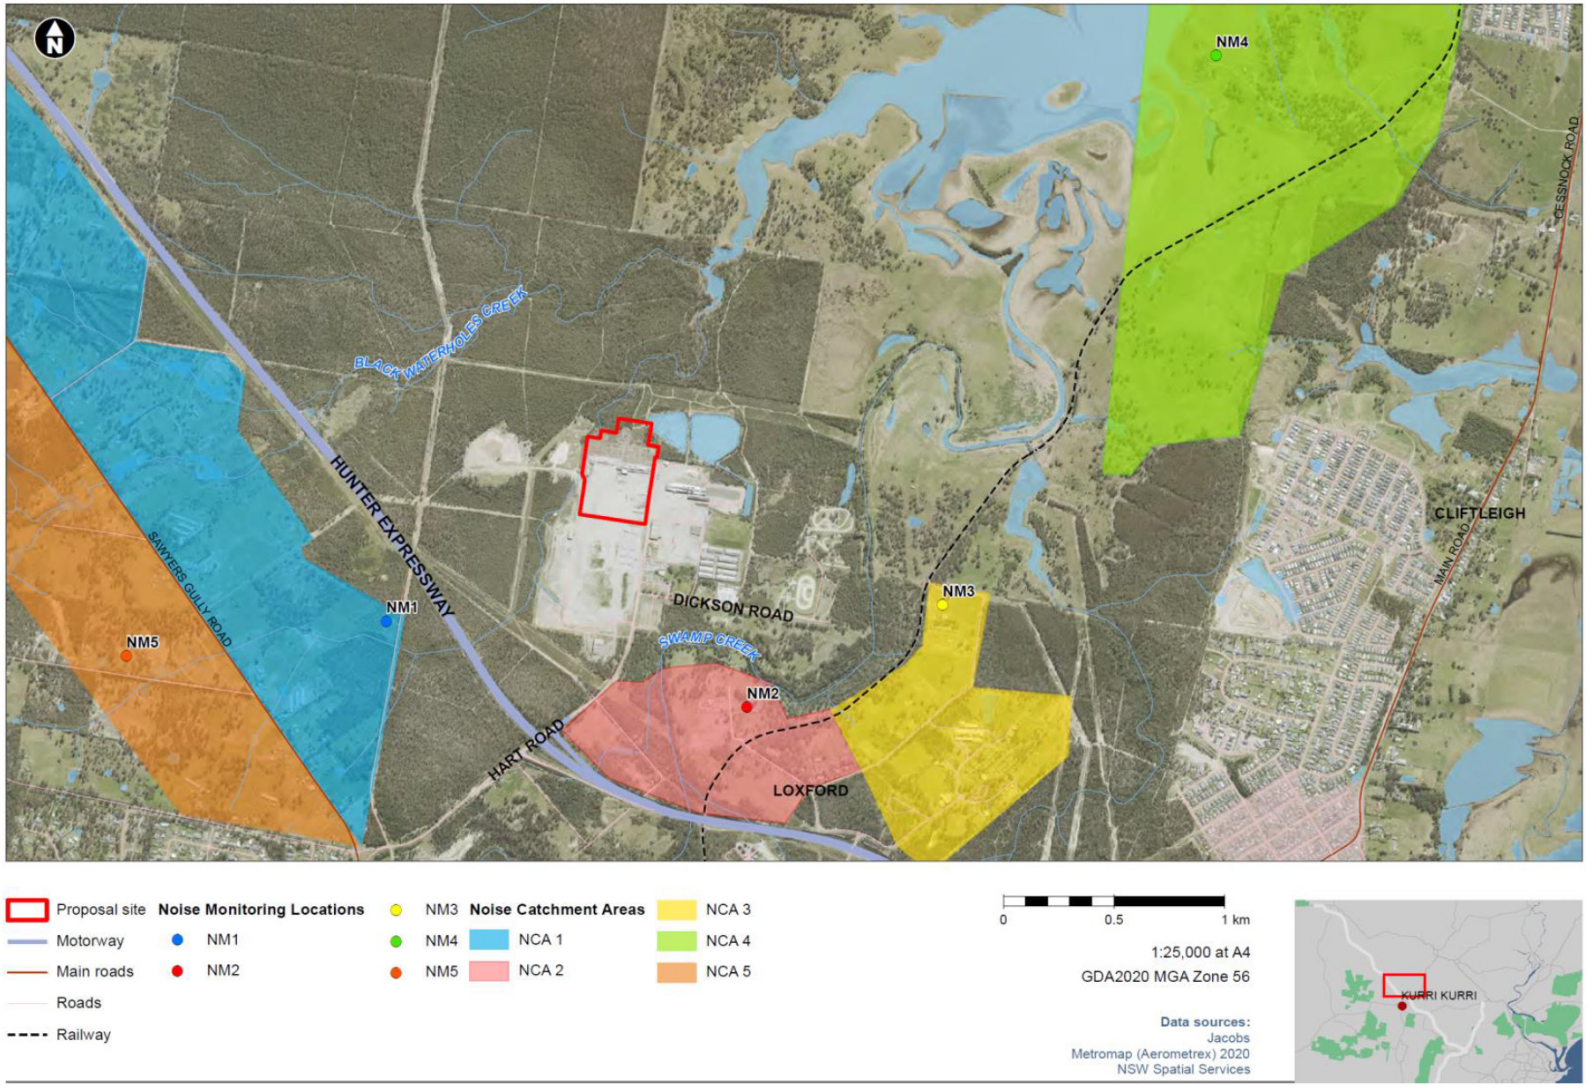 N
NM4
CESSNOCK ROAD
BLACK WATERHOLES CREEK
HUNTER EXPRESSWAY
CLIFTLEIGH
MAIN ROAD
SAWYERS GULLY ROAD
NM1
NM3
DICKSON ROAD
SWAMP CREEK
NM5
NM2
HART ROAD
LOXFORD
Proposal site
Motorway
Main roads
Roads
Railway
Noise Monitoring Locations
NM1
NM2
NM3
NM4
NM5
Noise Catchment Areas
NCA 1
NCA 2
NCA 3
NCA 4
NCA 5
0 0.5 1 km
1:25,000 at A4
GDA2020 MGA Zone 56
Data sources:
Jacobs
Metromap (Aerometrex) 2020
NSW Spatial Services
KURRI KURRI